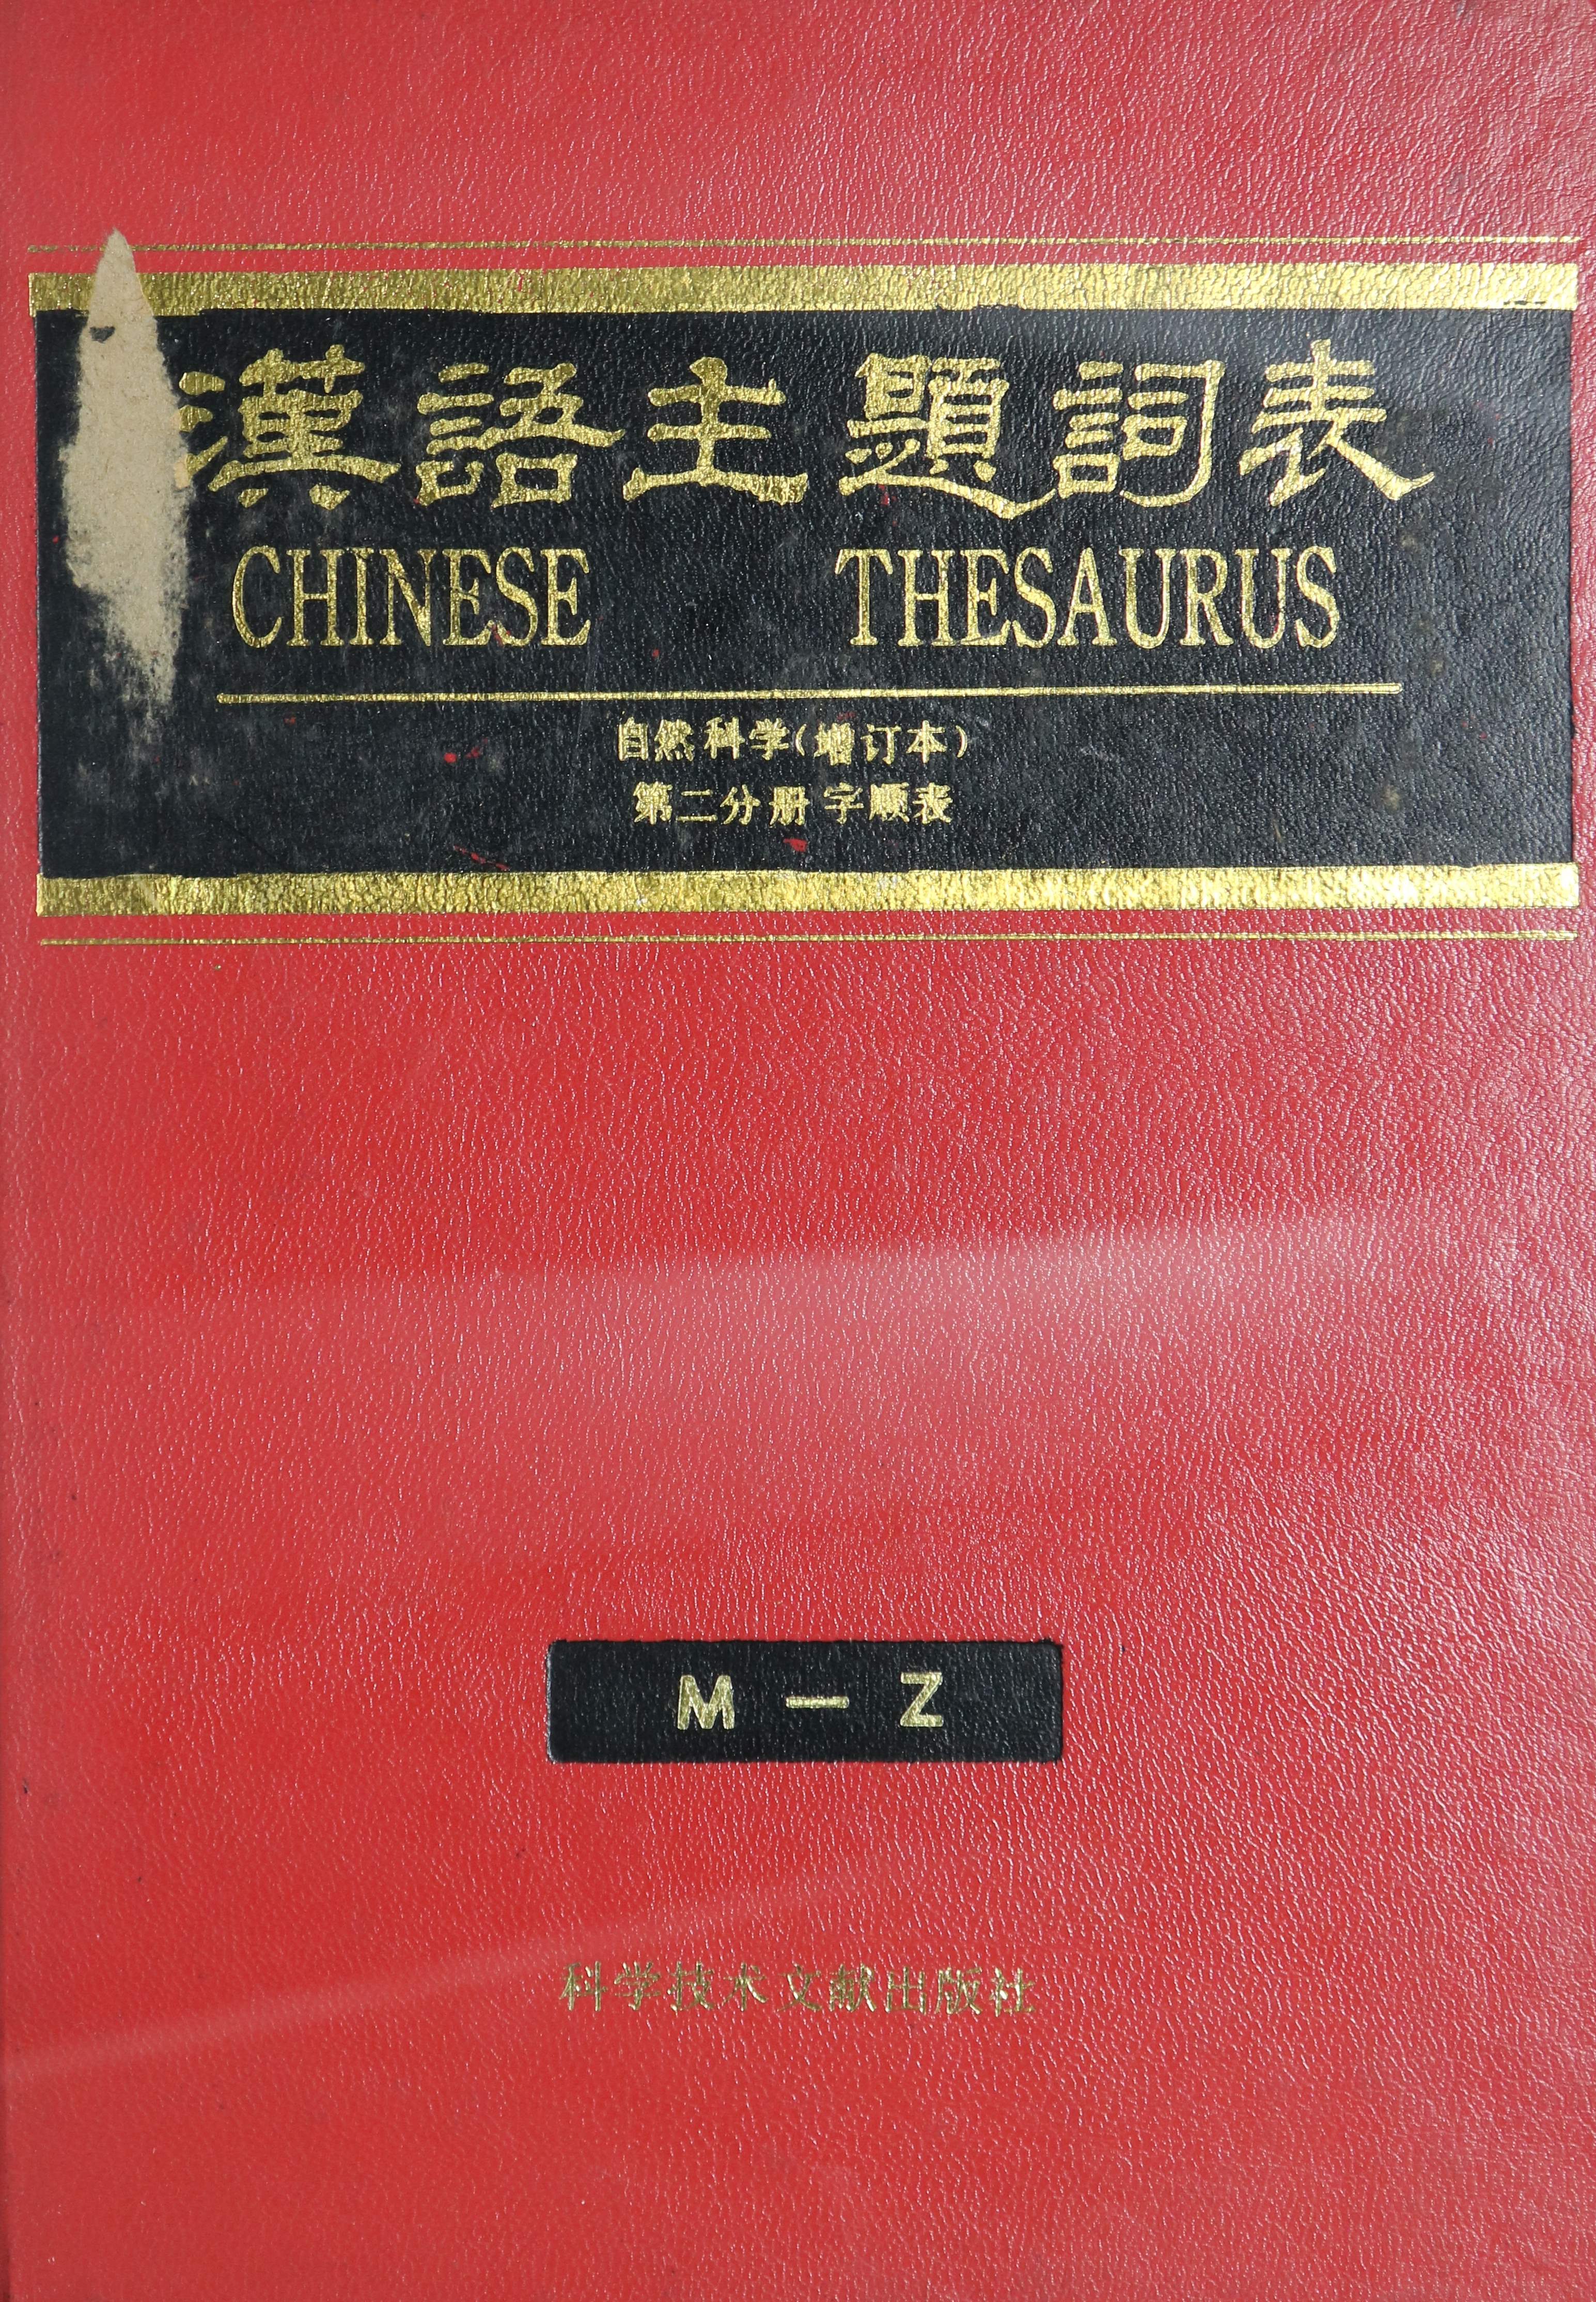 漢語主題詞表
CHINESE THESAURUS
自然科学(增订本)
第二分册 字顺表
M — Z
科学技术文献出版社